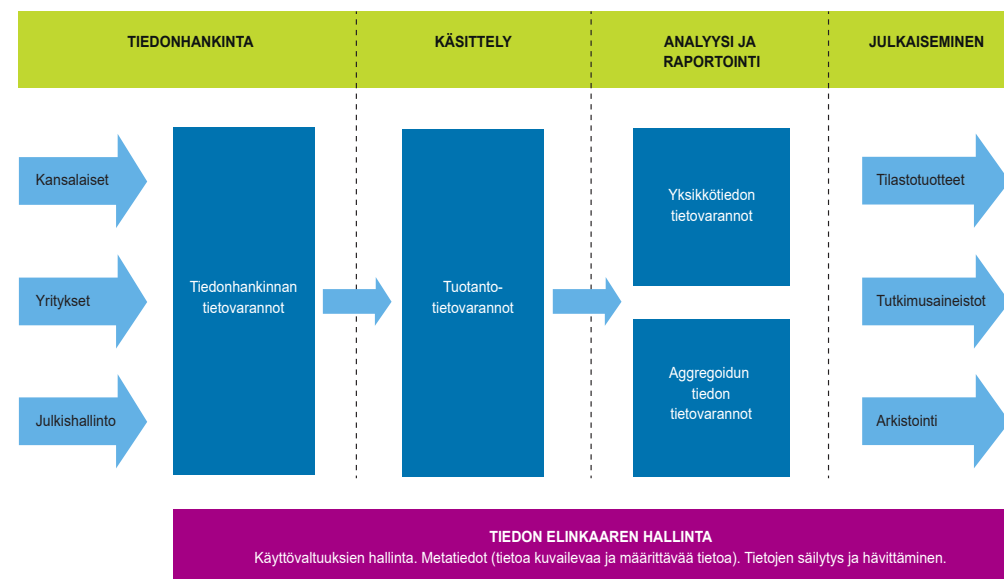 TIEDONHANKINTA
KÄSITTELY
ANALYYSI JA
RAPORTOINTI
JULKAISEMINEN
Kansalaiset
Yritykset
Julkishallinto
Tiedonhankinnan
tietovarannot
Tuotanto-
tietovarannot
Yksikkötiedon
tietovarannot
Aggregoidun
tiedon
tietovarannot
Tilastotuotteet
Tutkimusaineistot
Arkistointi
TIEDON ELINKAAREN HALLINTA
Käyttövaltuuksien hallinta. Metatiedot (tietoa kuvailevaa ja määrittävää tietoa). Tietojen säilytys ja hävittäminen.